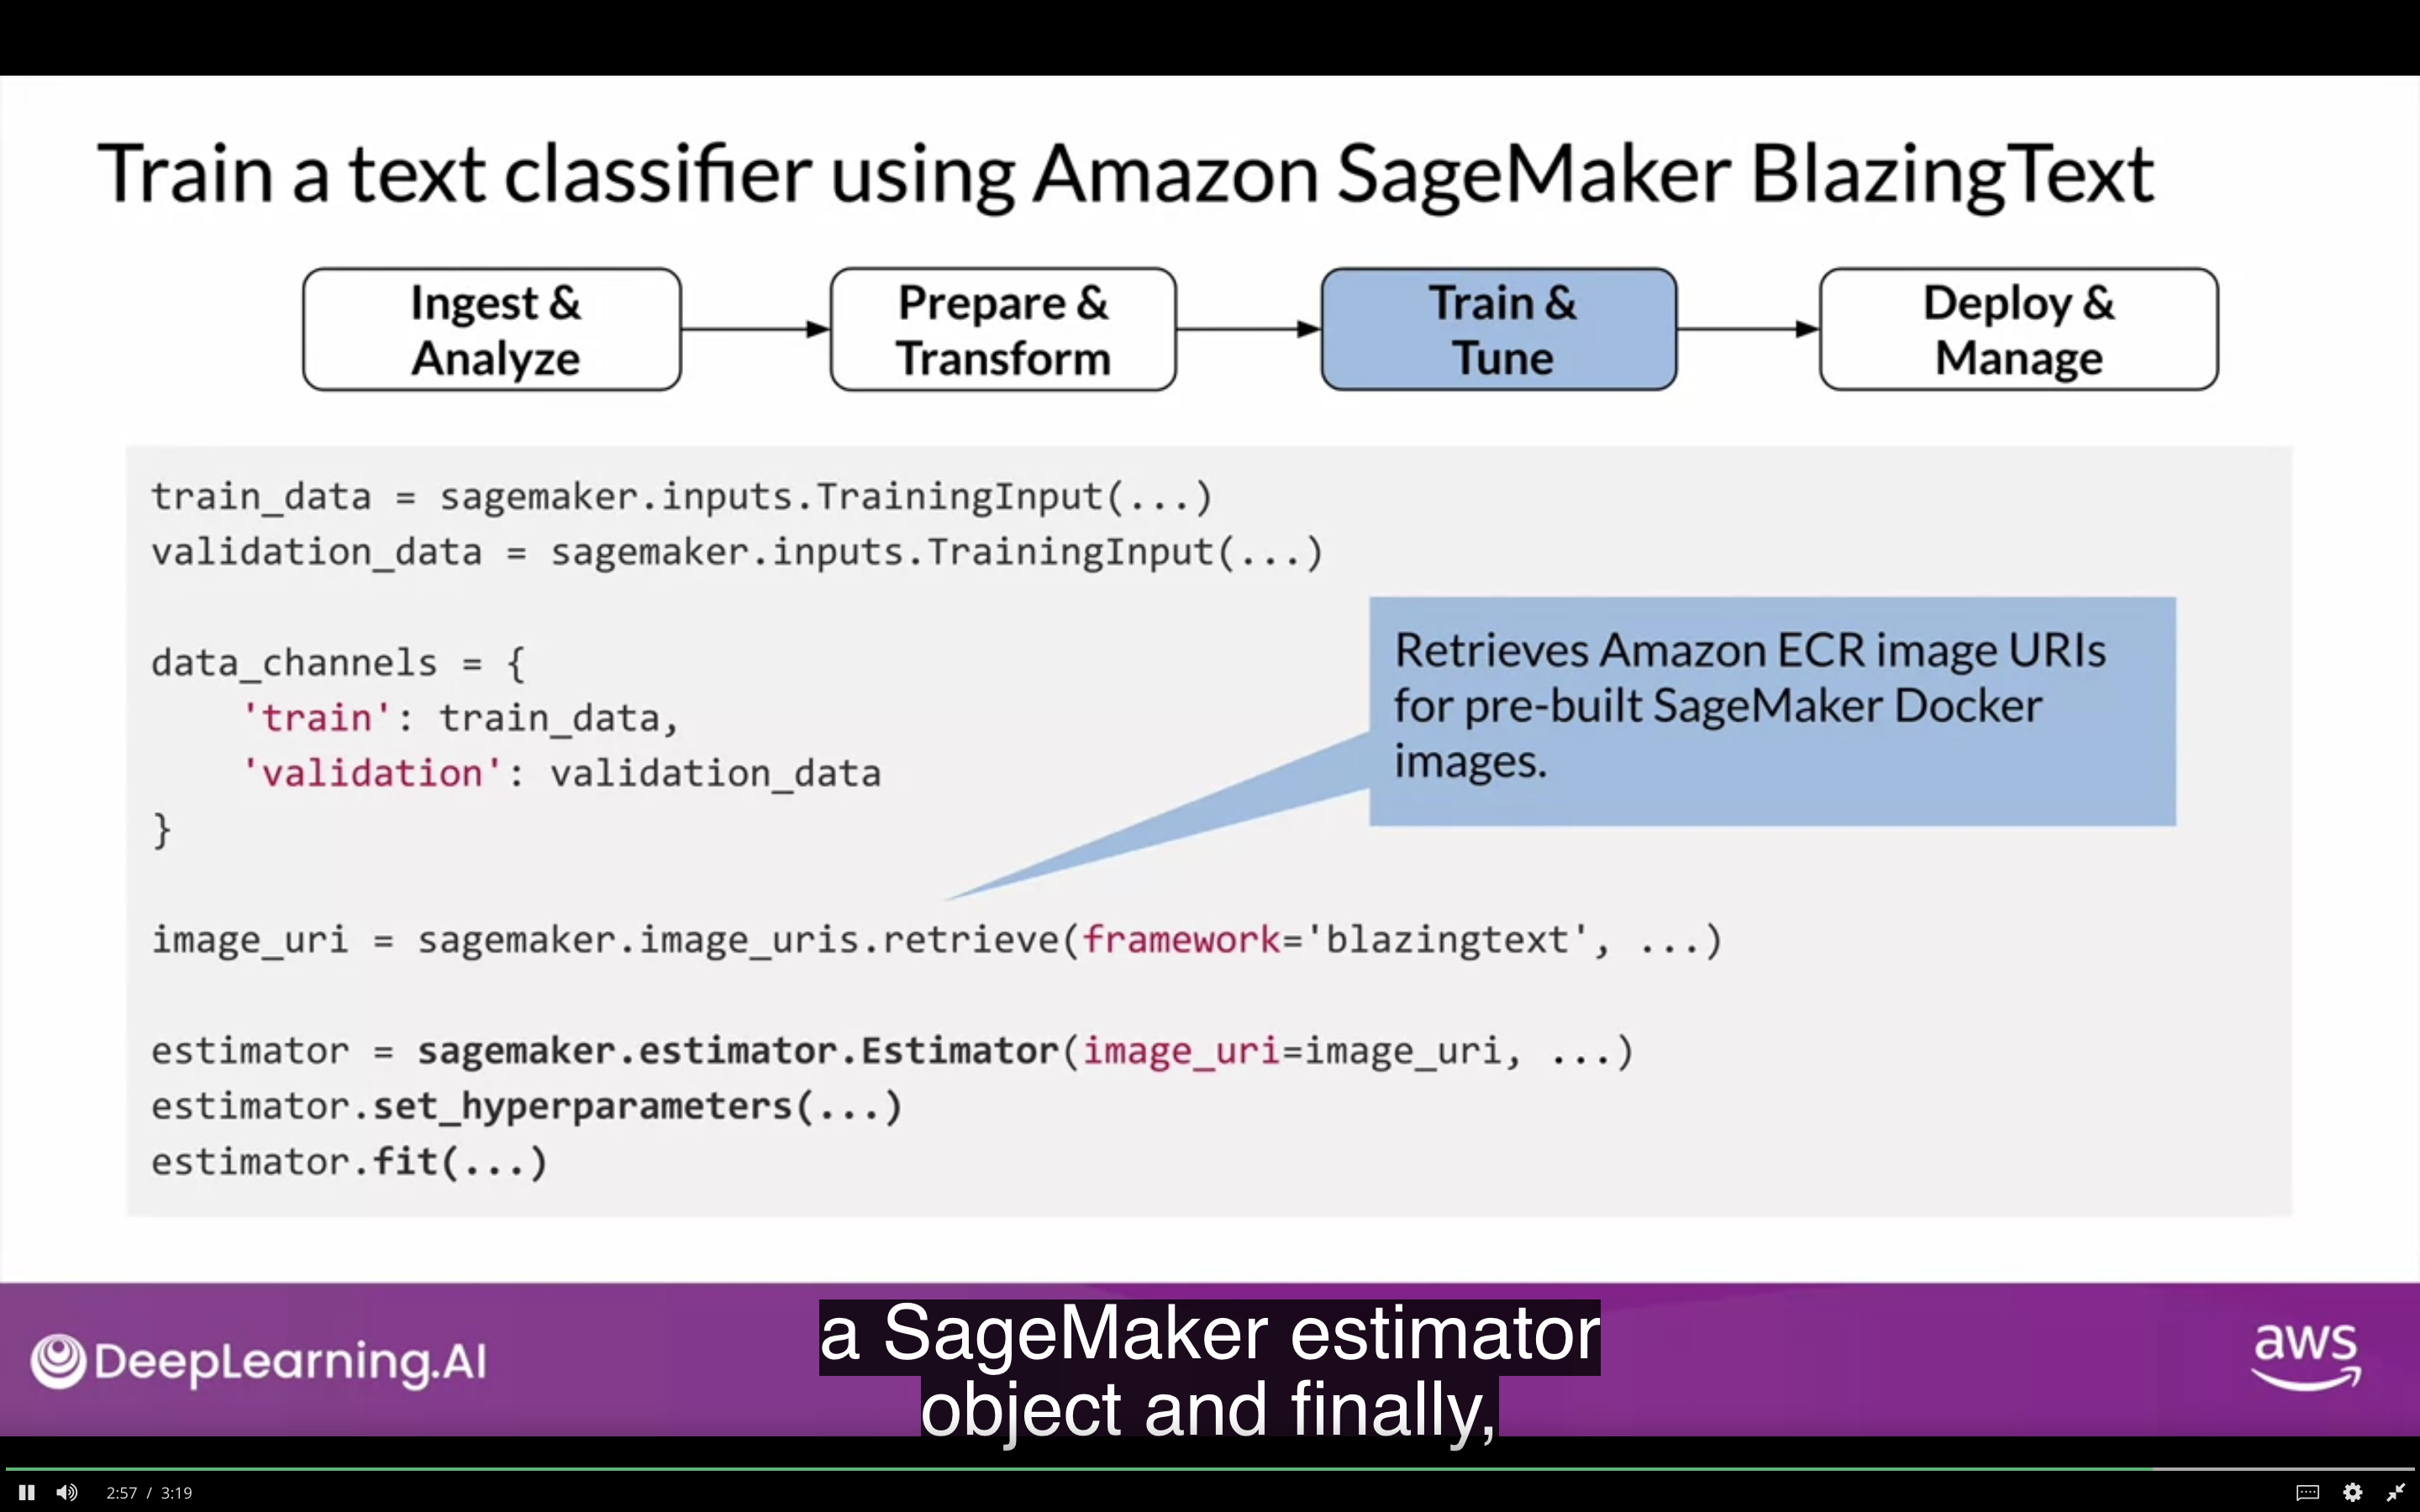 Train a text classifier using Amazon SageMaker BlazingText
Ingest &
Analyze
Prepare &
Transform
Train &
Tune
Deploy &
Manage
train_data = sagemaker.inputs.TrainingInput(...)
validation_data = sagemaker.inputs.TrainingInput(...)
data_channels = {
    'train': train_data,
    'validation': validation_data
}
Retrieves Amazon ECR image URIs
for pre-built SageMaker Docker
images.
image_uri = sagemaker.image_uris.retrieve(framework='blazingtext', ...)
estimator = sagemaker.estimator.Estimator(image_uri=image_uri, ...)
estimator.set_hyperparameters(...)
estimator.fit(...)
DeepLearning.AI
aws
a SageMaker estimator
object and finally,
2:57 / 3:19